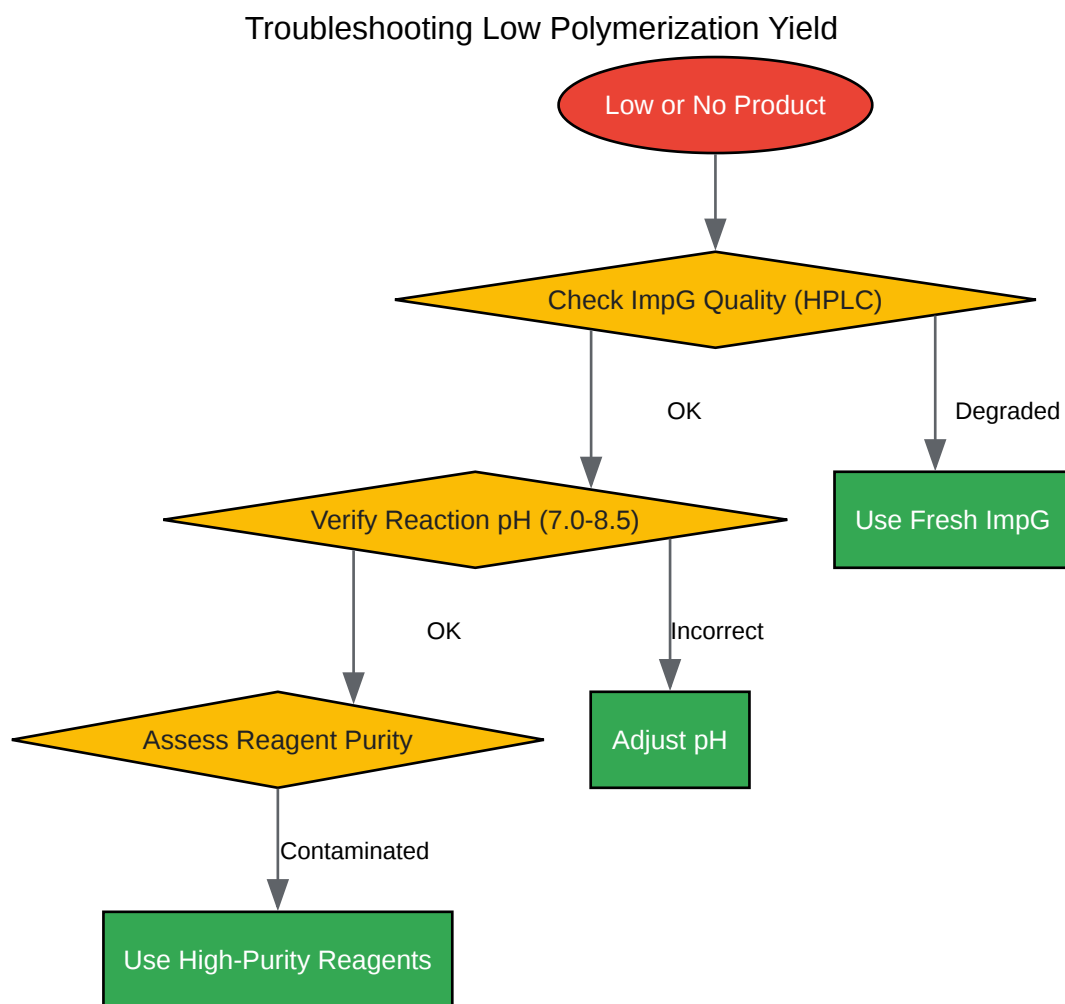 Troubleshooting Low Polymerization Yield
Low or No Product
Check ImpG Quality (HPLC)
OK
Degraded
Verify Reaction pH (7.0-8.5)
Use Fresh ImpG
OK
Incorrect
Assess Reagent Purity
Adjust pH
Contaminated
Use High-Purity Reagents